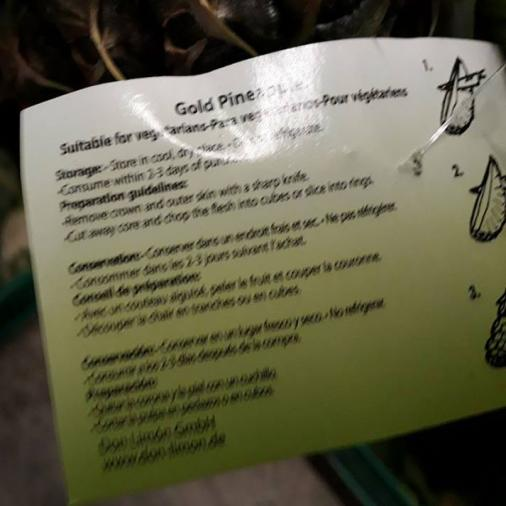 Gold Pineapple
Suitable for vegetarians-Para vegetarianos-Pour végétariens
Storage: - Store in cool, dry place. - refrigerate.
-Consume within 2-3 days of
Preparation guidelines:
-Remove crown and outer skin with a sharp knife.
-Cut away core and chop the flesh into cubes or slice into rings.
Conservation: - Conserver dans un endroit frais et sec. - Ne pas réfrigérer.
-Consommer dans les 2-3 jours suivant l'achat.
Conseil de préparation:
-Avec un couteau aiguisé, peler le fruit et couper la couronne.
-Découper la chair en tranches ou en cubes.
Conservación: - Conservar en un lugar fresco y seco. - No refrigerar.
-Consumir a los 2-3 días después de la compra.
Preparación:
-Quitar la corona y la piel con un cuchillo.
-Cortar la pulpa en pedazos o en cubos.
Don Limón GmbH
www.don-limon.de
1.
2.
3.